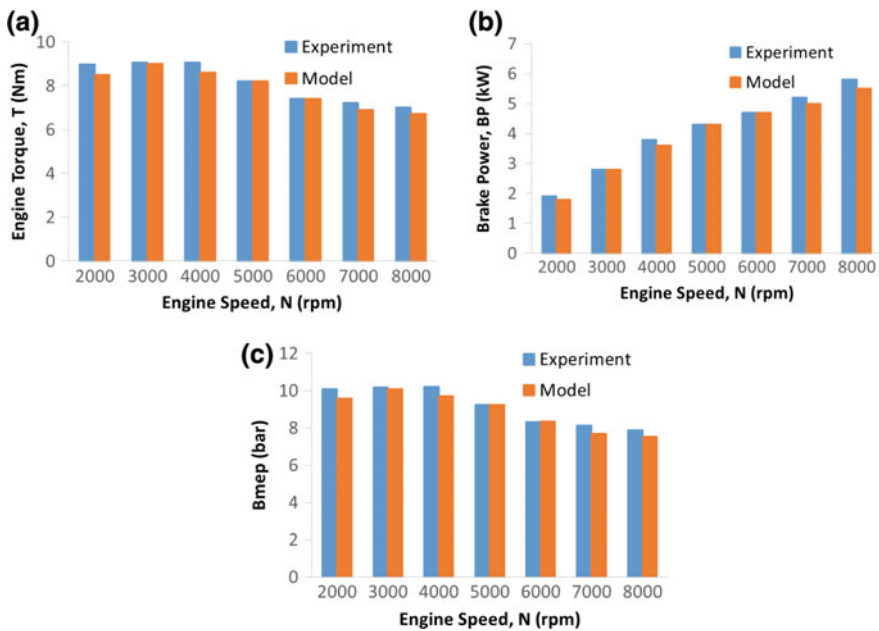 (a)
Engine Torque, T (Nm)
10
8
6
4
2
0
Experiment
Model
2000 3000 4000 5000 6000 7000 8000
Engine Speed, N (rpm)
(b)
Brake Power, BP (kW)
7
6
5
4
3
2
1
0
Experiment
Model
2000 3000 4000 5000 6000 7000 8000
Engine Speed, N (rpm)
(c)
Bmep (bar)
12
10
8
6
4
2
0
Experiment
Model
2000 3000 4000 5000 6000 7000 8000
Engine Speed, N (rpm)